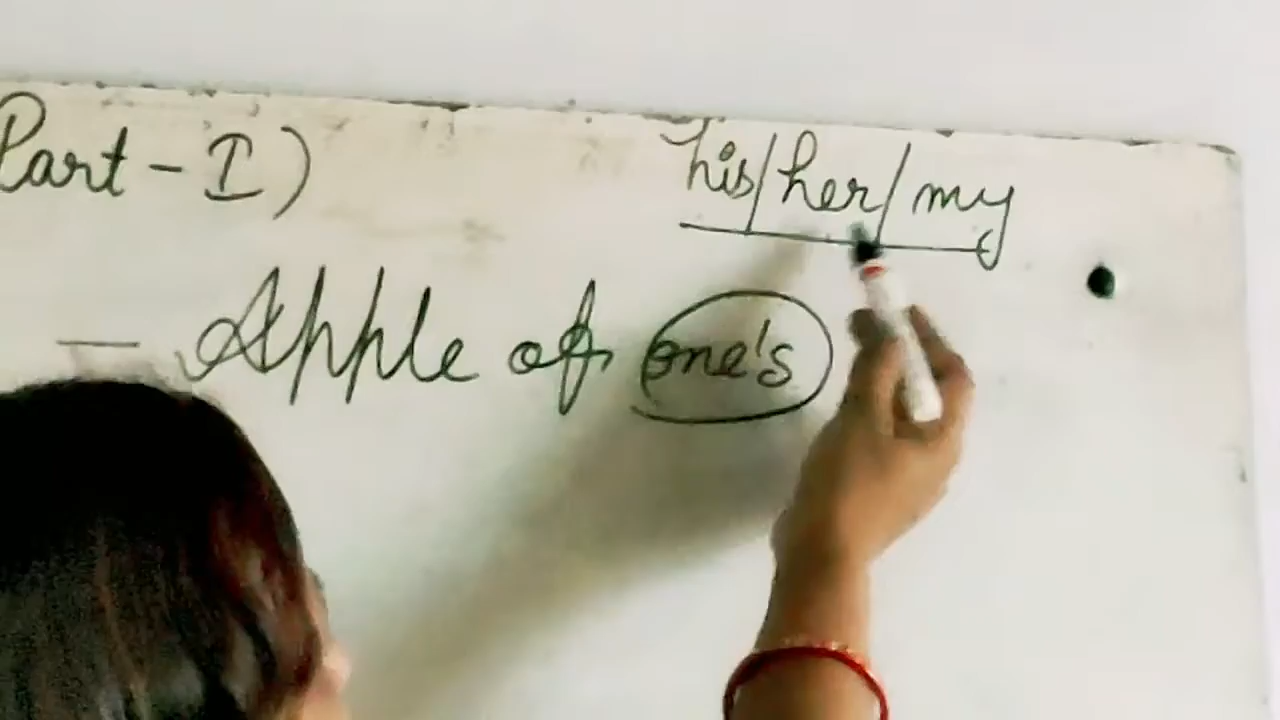 Part - I)
his/her/my
— Apple of one's